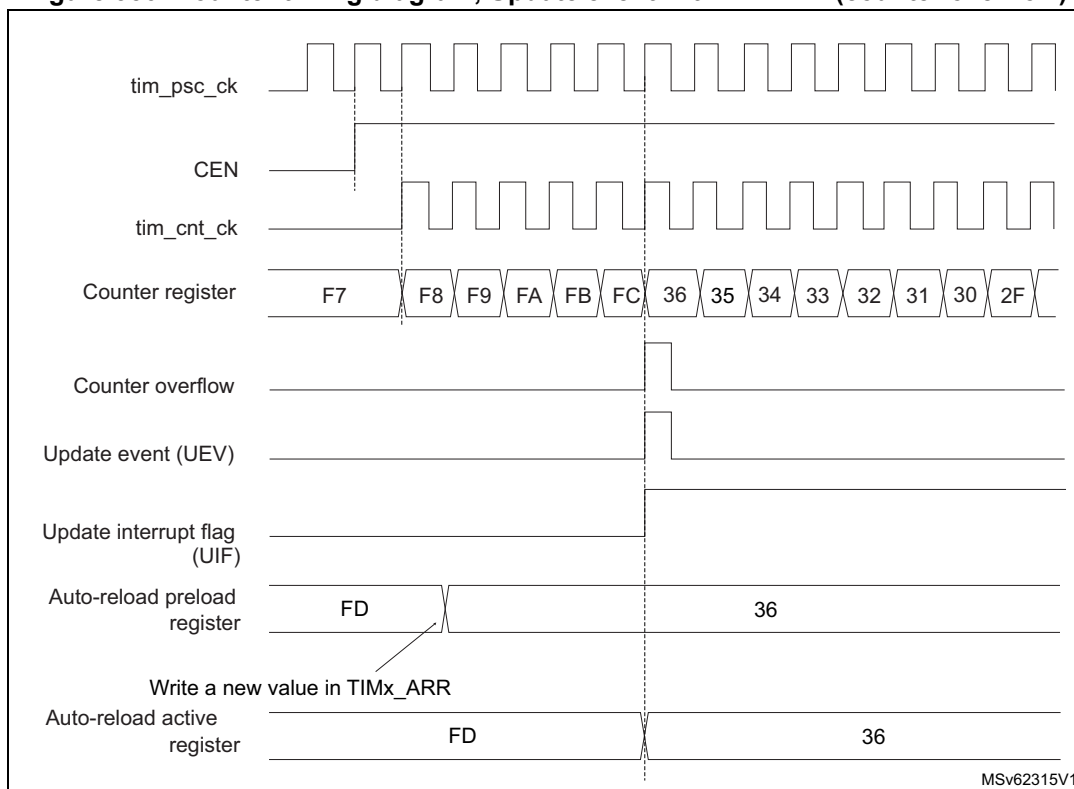 tim_psc_ck
CEN
tim_cnt_ck
Counter register
F7 F8 F9 FA FB FC 36 35 34 33 32 31 30 2F
Counter overflow
Update event (UEV)
Update interrupt flag
(UIF)
Auto-reload preload
register
FD 36
Write a new value in TIMx_ARR
Auto-reload active
register
FD 36
MSv62315V1